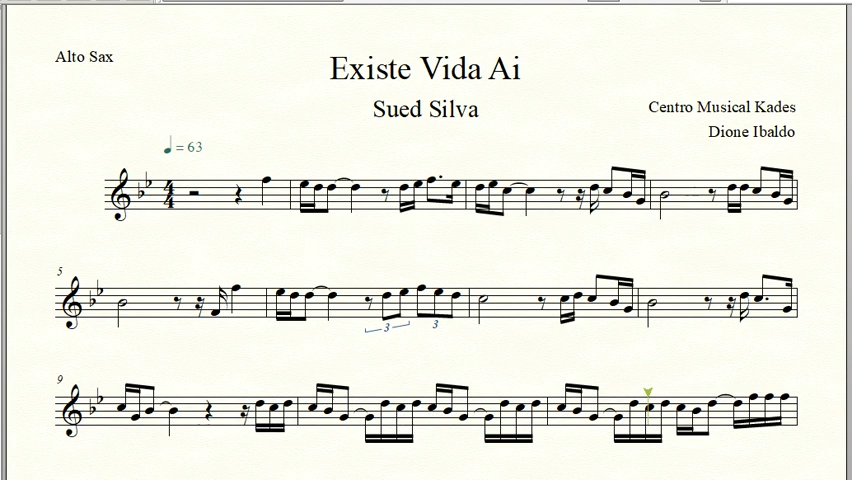 Alto Sax
Existe Vida Ai
Sued Silva
Centro Musical Kades
Dione Ibaldo
= 63
4
4
5
3
3
9